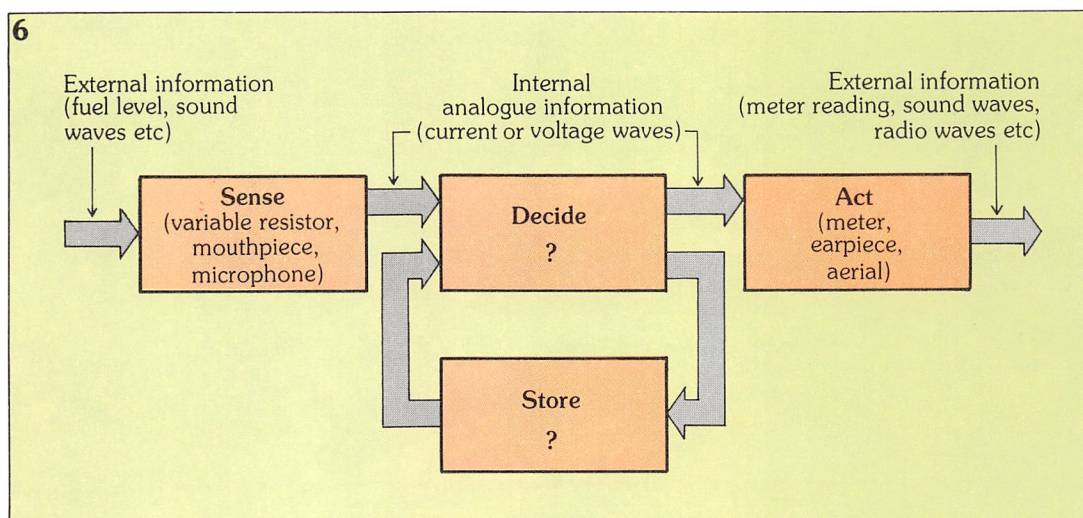 6
External information
(fuel level, sound
waves etc)
Internal
analogue information
(current or voltage waves)
External information
(meter reading, sound waves,
radio waves etc)
Sense
(variable resistor,
mouthpiece,
microphone)
Decide
?
Act
(meter,
earpiece,
aerial)
Store
?